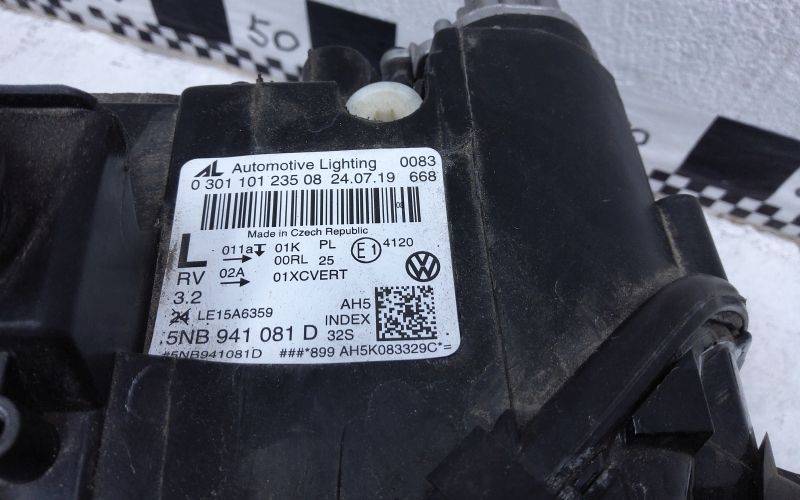 50
AL Automotive Lighting 0083
0 301 101 235 08 24.07.19 668
Made in Czech Republic
L 011a 01K PL E1 4120
00RL 25
RV 02A 01XCVERT
3.2
24 LE15A6359 AH5
INDEX
5NB 941 081 D 32S
#5NB941081D ###*899 AH5K083329C*=